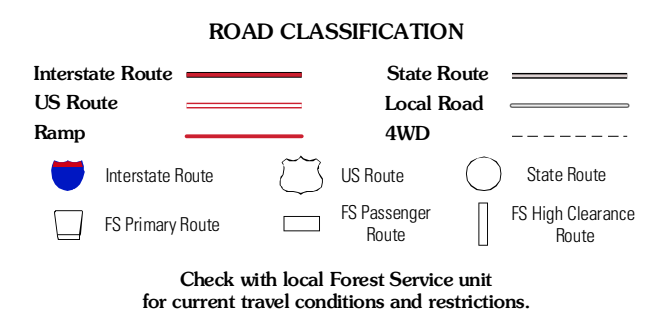 ROAD CLASSIFICATION
Interstate Route
State Route
US Route
Local Road
Ramp
4WD
Interstate Route
US Route
State Route
FS Primary Route
FS Passenger
Route
FS High Clearance
Route
Check with local Forest Service unit
for current travel conditions and restrictions.